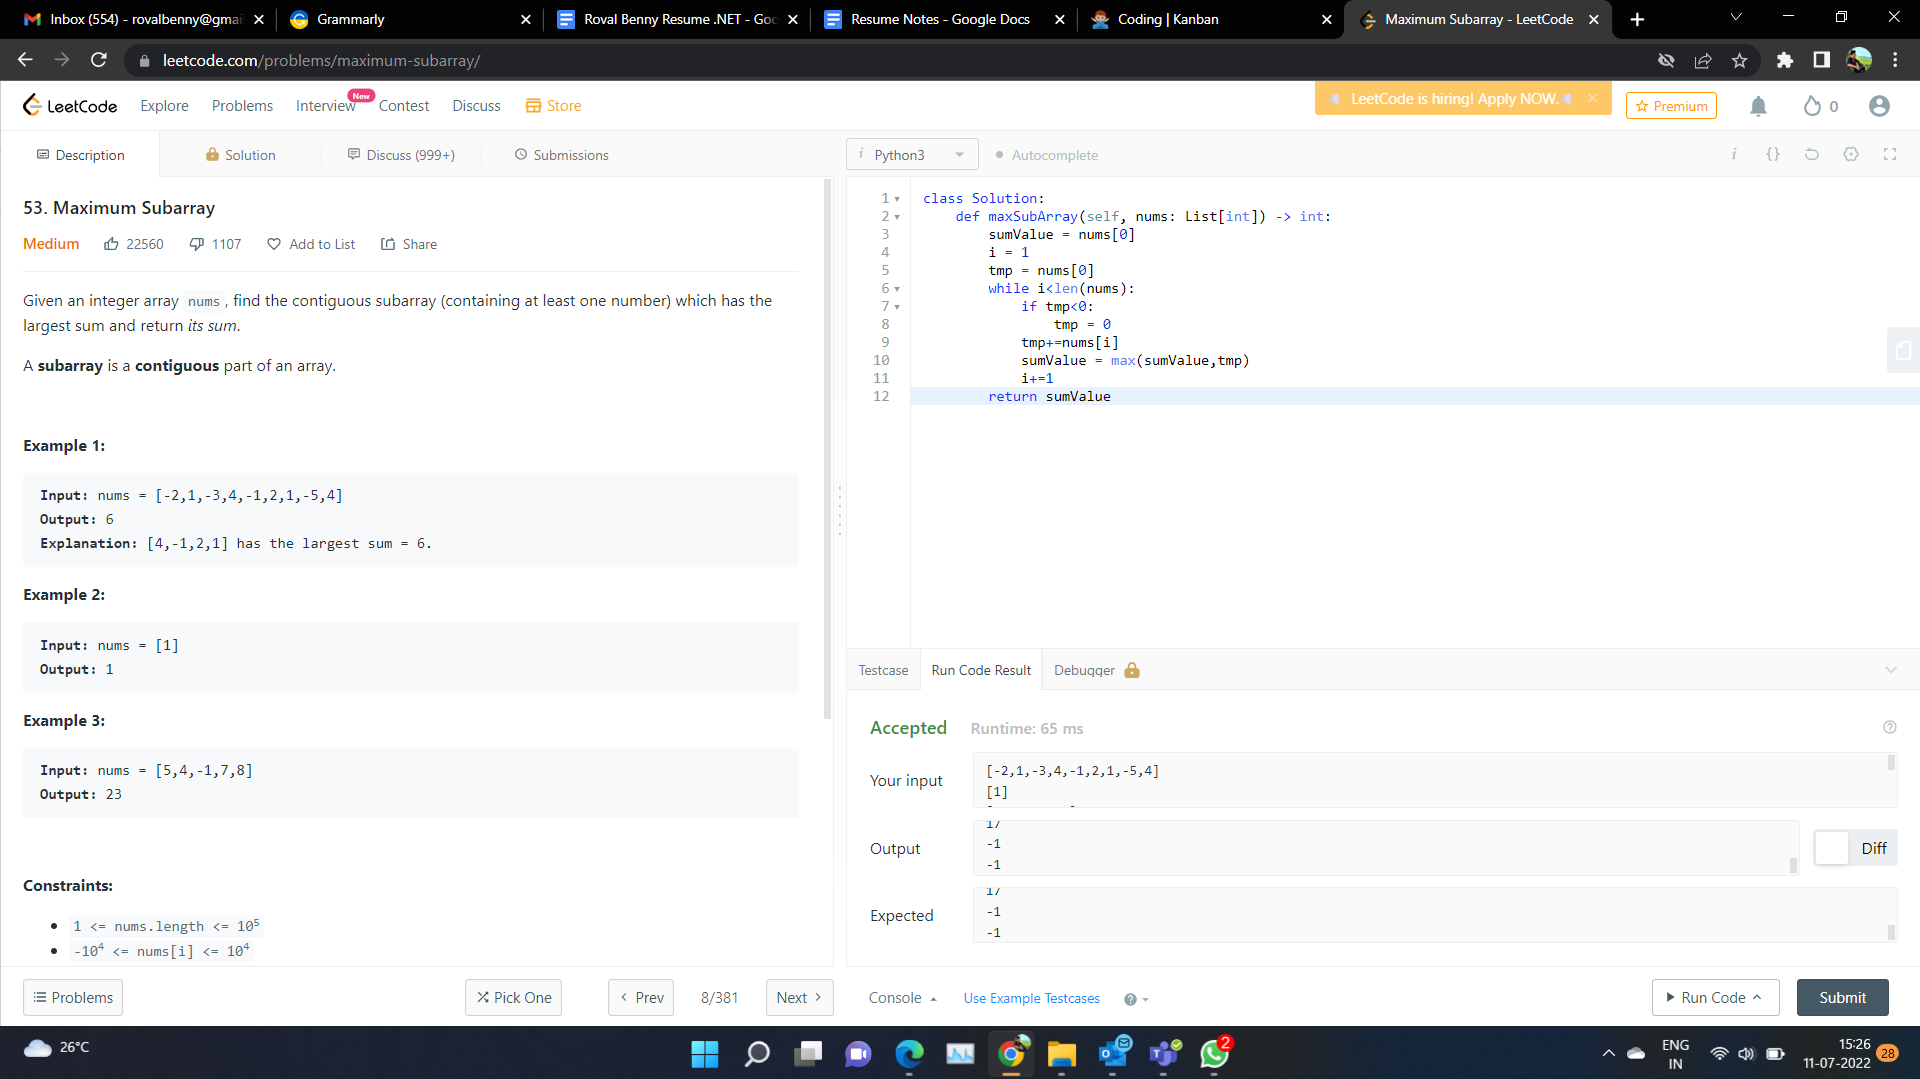 Inbox (554) - rovalbenny@gmai
Grammarly
Roval Benny Resume .NET - Goo
Resume Notes - Google Docs
Coding | Kanban
Maximum Subarray - LeetCode
leetcode.com/problems/maximum-subarray/
LeetCode
Explore
Problems
Interview
New
Contest
Discuss
Store
LeetCode is hiring! Apply NOW.
Premium
0
Description
Solution
Discuss (999+)
Submissions
i Python3
Autocomplete
i {}
53. Maximum Subarray
Medium
22560
1107
Add to List
Share
Given an integer array nums , find the contiguous subarray (containing at least one number) which has the
largest sum and return its sum.
A subarray is a contiguous part of an array.
Example 1:
Input: nums = [-2,1,-3,4,-1,2,1,-5,4]
Output: 6
Explanation: [4,-1,2,1] has the largest sum = 6.
Example 2:
Input: nums = [1]
Output: 1
Example 3:
Input: nums = [5,4,-1,7,8]
Output: 23
Constraints:
1 <= nums.length <= 10⁵
-10⁴ <= nums[i] <= 10⁴
Problems
Pick One
Prev
8/381
Next
1 class Solution:
2 def maxSubArray(self, nums: List[int]) -> int:
3 sumValue = nums[0]
4 i = 1
5 tmp = nums[0]
6 while i<len(nums):
7 if tmp<0:
8 tmp = 0
9 tmp+=nums[i]
10 sumValue = max(sumValue,tmp)
11 i+=1
12 return sumValue
Testcase
Run Code Result
Debugger
Accepted
Runtime: 65 ms
Your input
[-2,1,-3,4,-1,2,1,-5,4]
[1]
Output
17
-1
-1
Diff
Expected
17
-1
-1
Console
Use Example Testcases
Run Code
Submit
26°C
2
ENG
IN
15:26
11-07-2022
28